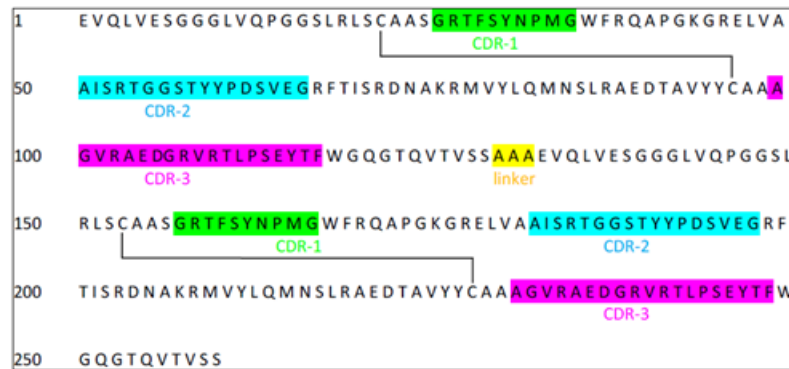 1 EVQLVESGGGLVQPGGSLRLSCAASGRTFSYNPMGWFRQAPGKGRELVA
CDR-1
50 AISRTGGSTYYPDSVEGRFTISRDNAKRMVYLQMNSLRAEDTAVYYCAAA
CDR-2
100 GVRAEDGRVRTLPSEYTFWGQGTQVTVSSAAAEVQLVESGGGLVQPGGSL
CDR-3 linker
150 RLSCAASGRTFSYNPMGWFRQAPGKGRELVAAISRTGGSTYYPDSVEGRF
CDR-1 CDR-2
200 TISRDNAKRMVYLQMNSLRAEDTAVYYCAAAGVRAEDGRVRTLPSEYTFW
CDR-3
250 GQGTQVTVSS